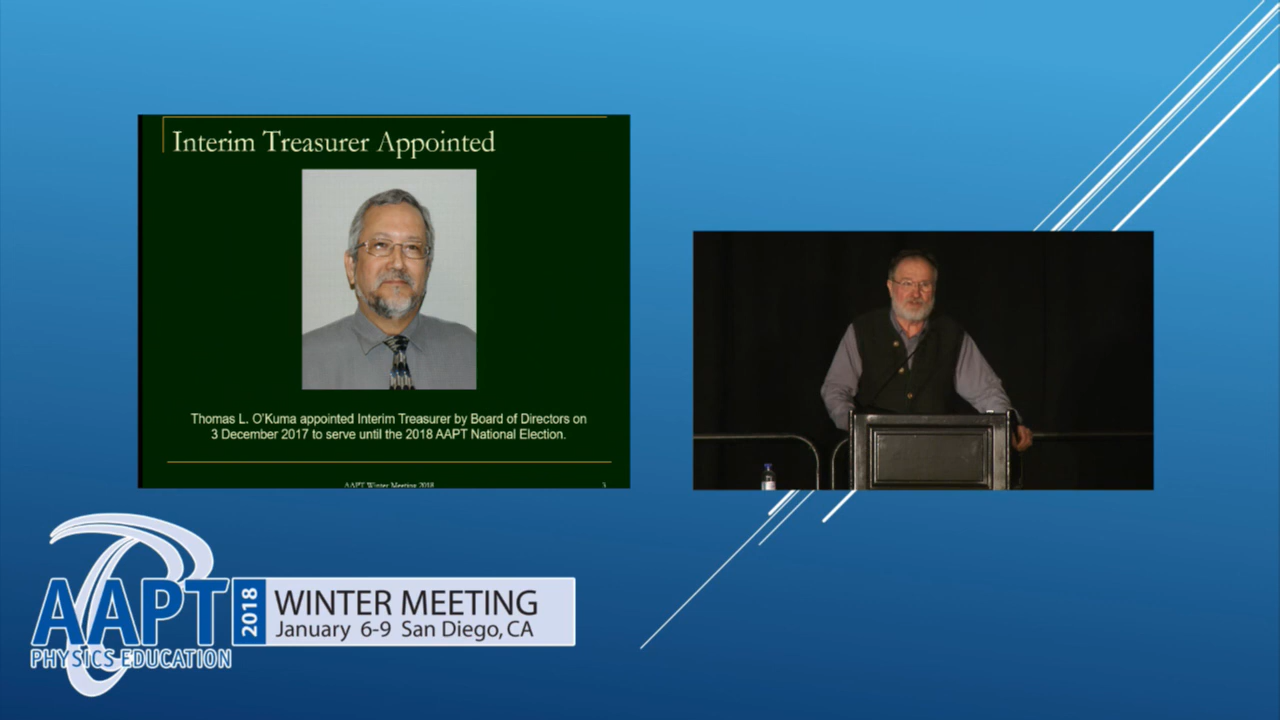 Interim Treasurer Appointed
Thomas L. O'Kuma appointed Interim Treasurer by Board of Directors on
3 December 2017 to serve until the 2018 AAPT National Election.
AAPT Winter Meeting 2018
3
AAPT
PHYSICS EDUCATION
2018
WINTER MEETING
January 6-9 San Diego, CA